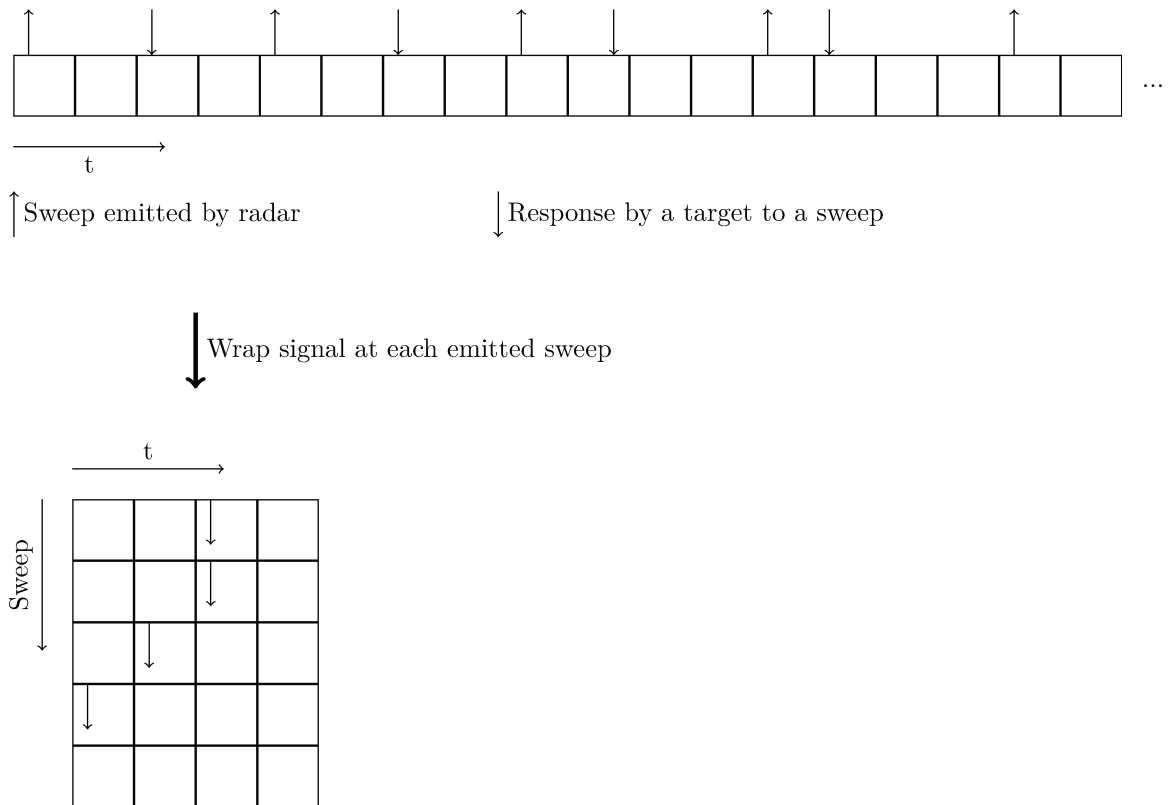 ...
t
Sweep emitted by radar
Response by a target to a sweep
Wrap signal at each emitted sweep
t
Sweep